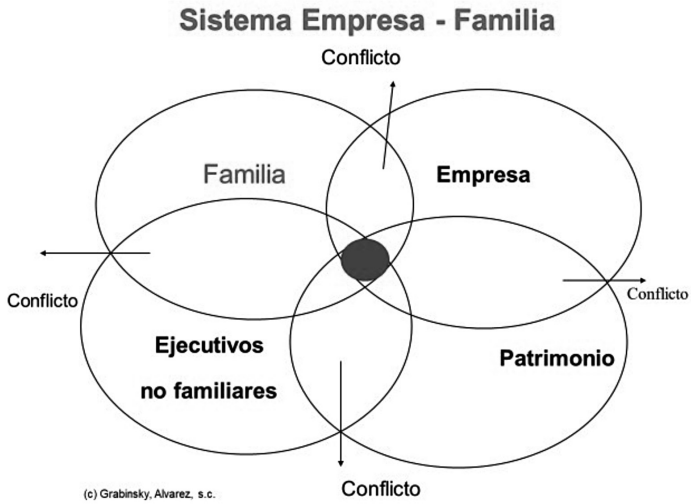 Sistema Empresa - Familia
Conflicto
Familia
Empresa
Conflicto
Conflicto
Ejecutivos
no familiares
Patrimonio
Conflicto
(c) Grabinsky, Alvarez, s.c.